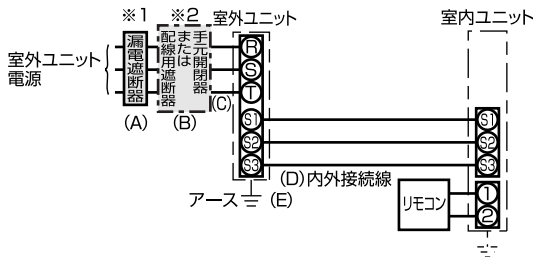 ※1
※2
室外ユニット
室内ユニット
室外ユニット
電源
漏電遮断器
手元開閉器
または
配線用遮断器
R
S
T
(A)
(B)
(C)
S1
S2
S3
S1
S2
S3
(D)内外接続線
アース
(E)
リモコン
1
2